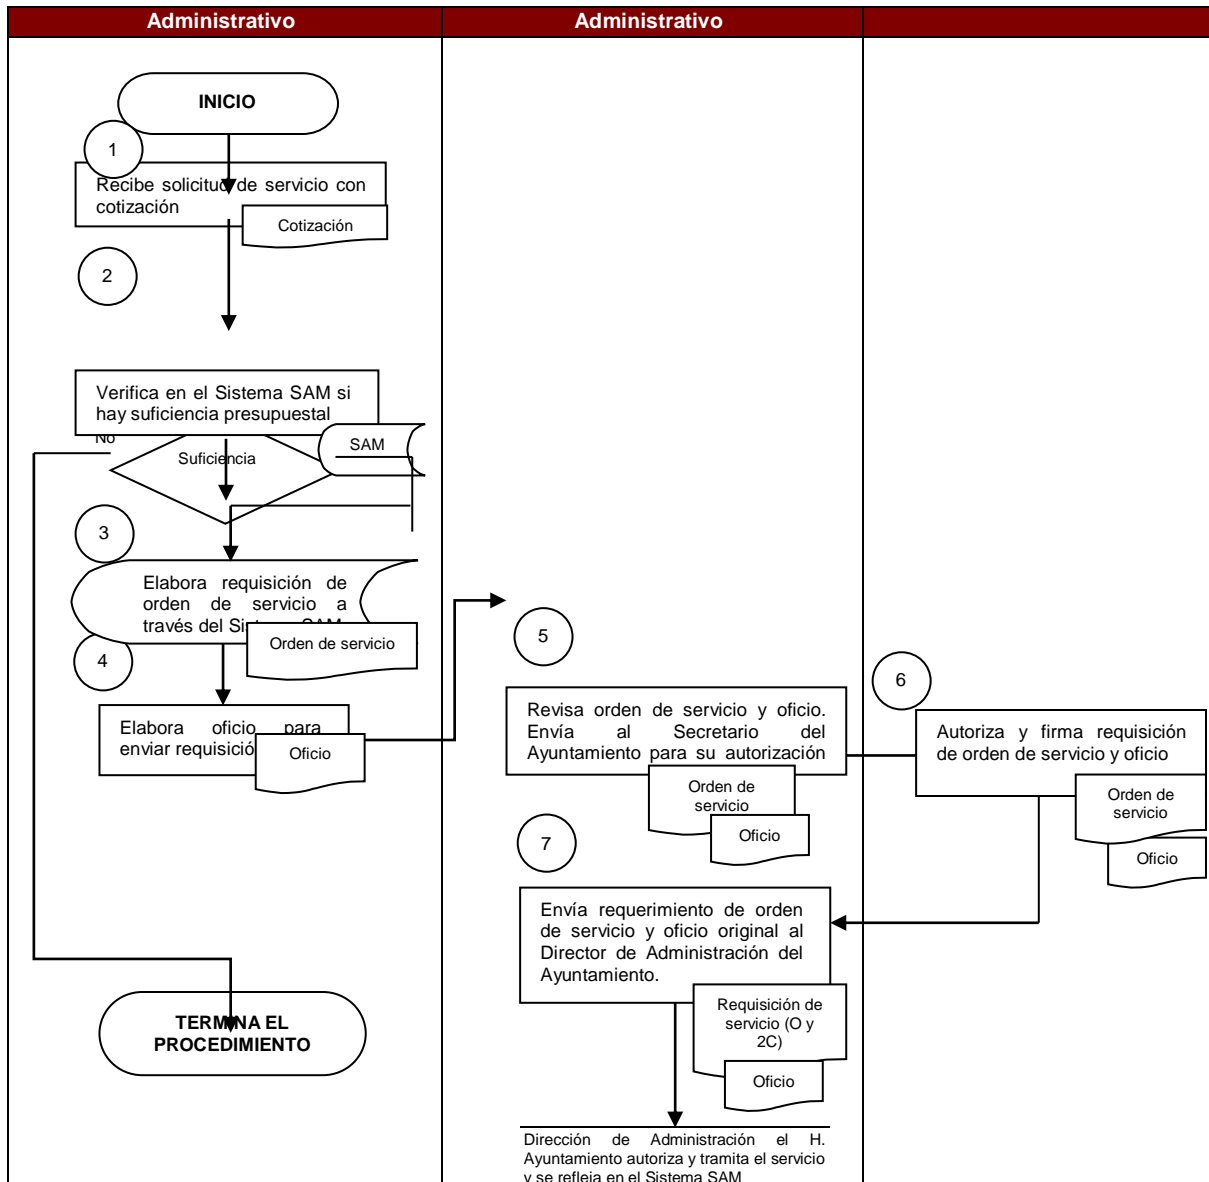 Administrativo
Administrativo
INICIO
1
Recibe solicitud de servicio con
cotización
Cotización
2
Verifica en el Sistema SAM si
hay suficiencia presupuestal
No
SAM
Suficiencia
3
Elabora requisición de
orden de servicio a
través del Sistema SAM
Orden de servicio
4
Elabora oficio para
enviar requisición
Oficio
TERMINA EL
PROCEDIMIENTO
5
Revisa orden de servicio y oficio.
Envía al Secretario del
Ayuntamiento para su autorización
Orden de
servicio
Oficio
6
Autoriza y firma requisición
de orden de servicio y oficio
Orden de
servicio
Oficio
7
Envía requerimiento de orden
de servicio y oficio original al
Director de Administración del
Ayuntamiento.
Requisición de
servicio (O y
2C)
Oficio
Dirección de Administración el H.
Ayuntamiento autoriza y tramita el servicio
y se refleja en el Sistema SAM